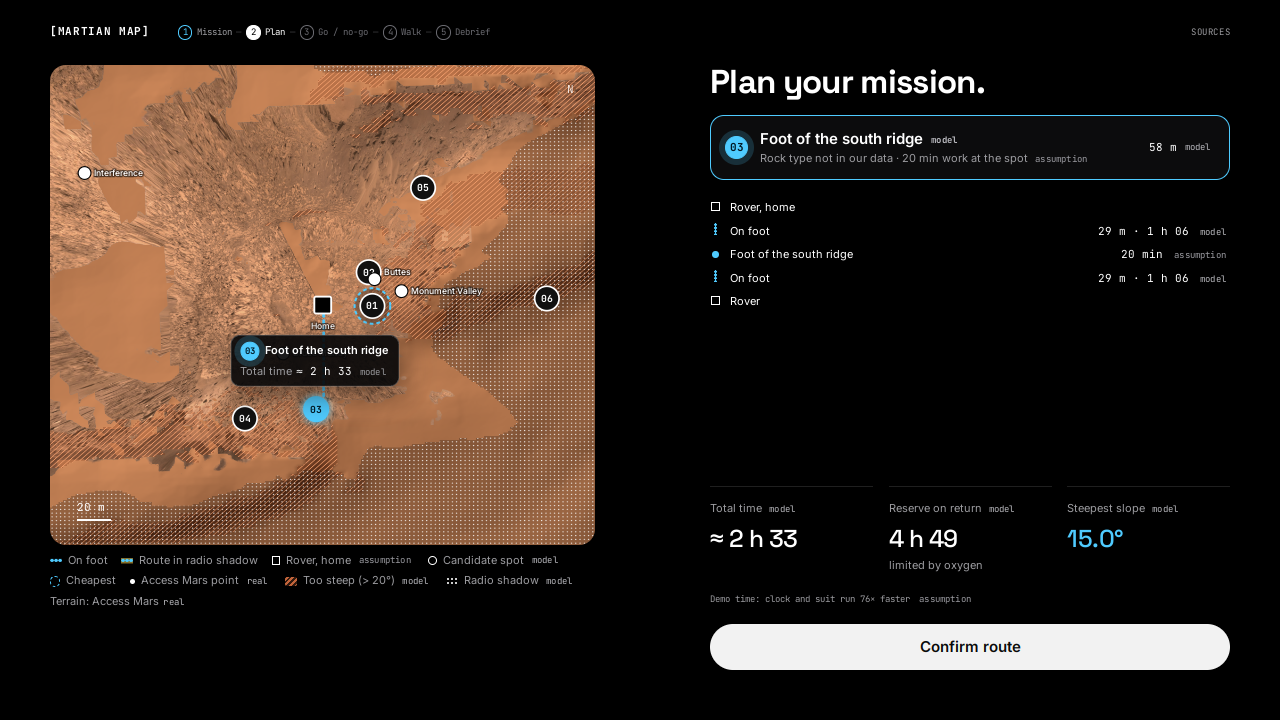 [MARTIAN MAP]
1 Mission — 2 Plan — 3 Go / no-go — 4 Walk — 5 Debrief
SOURCES
N
Interference
05
02
Buttes
Monument Valley
01
06
Home
03 Foot of the south ridge
Total time ≈ 2 h 33 model
03
04
20 m
On foot
Route in radio shadow
Rover, home assumption
Candidate spot model
Cheapest
Access Mars point real
Too steep (> 20°) model
Radio shadow model
Terrain: Access Mars real
Plan your mission.
03 Foot of the south ridge model
Rock type not in our data · 20 min work at the spot assumption
58 m model
Rover, home
On foot 29 m · 1 h 06 model
Foot of the south ridge 20 min assumption
On foot 29 m · 1 h 06 model
Rover
Total time model
≈ 2 h 33
Reserve on return model
4 h 49
limited by oxygen
Steepest slope model
15.0°
Demo time: clock and suit run 76× faster assumption
Confirm route